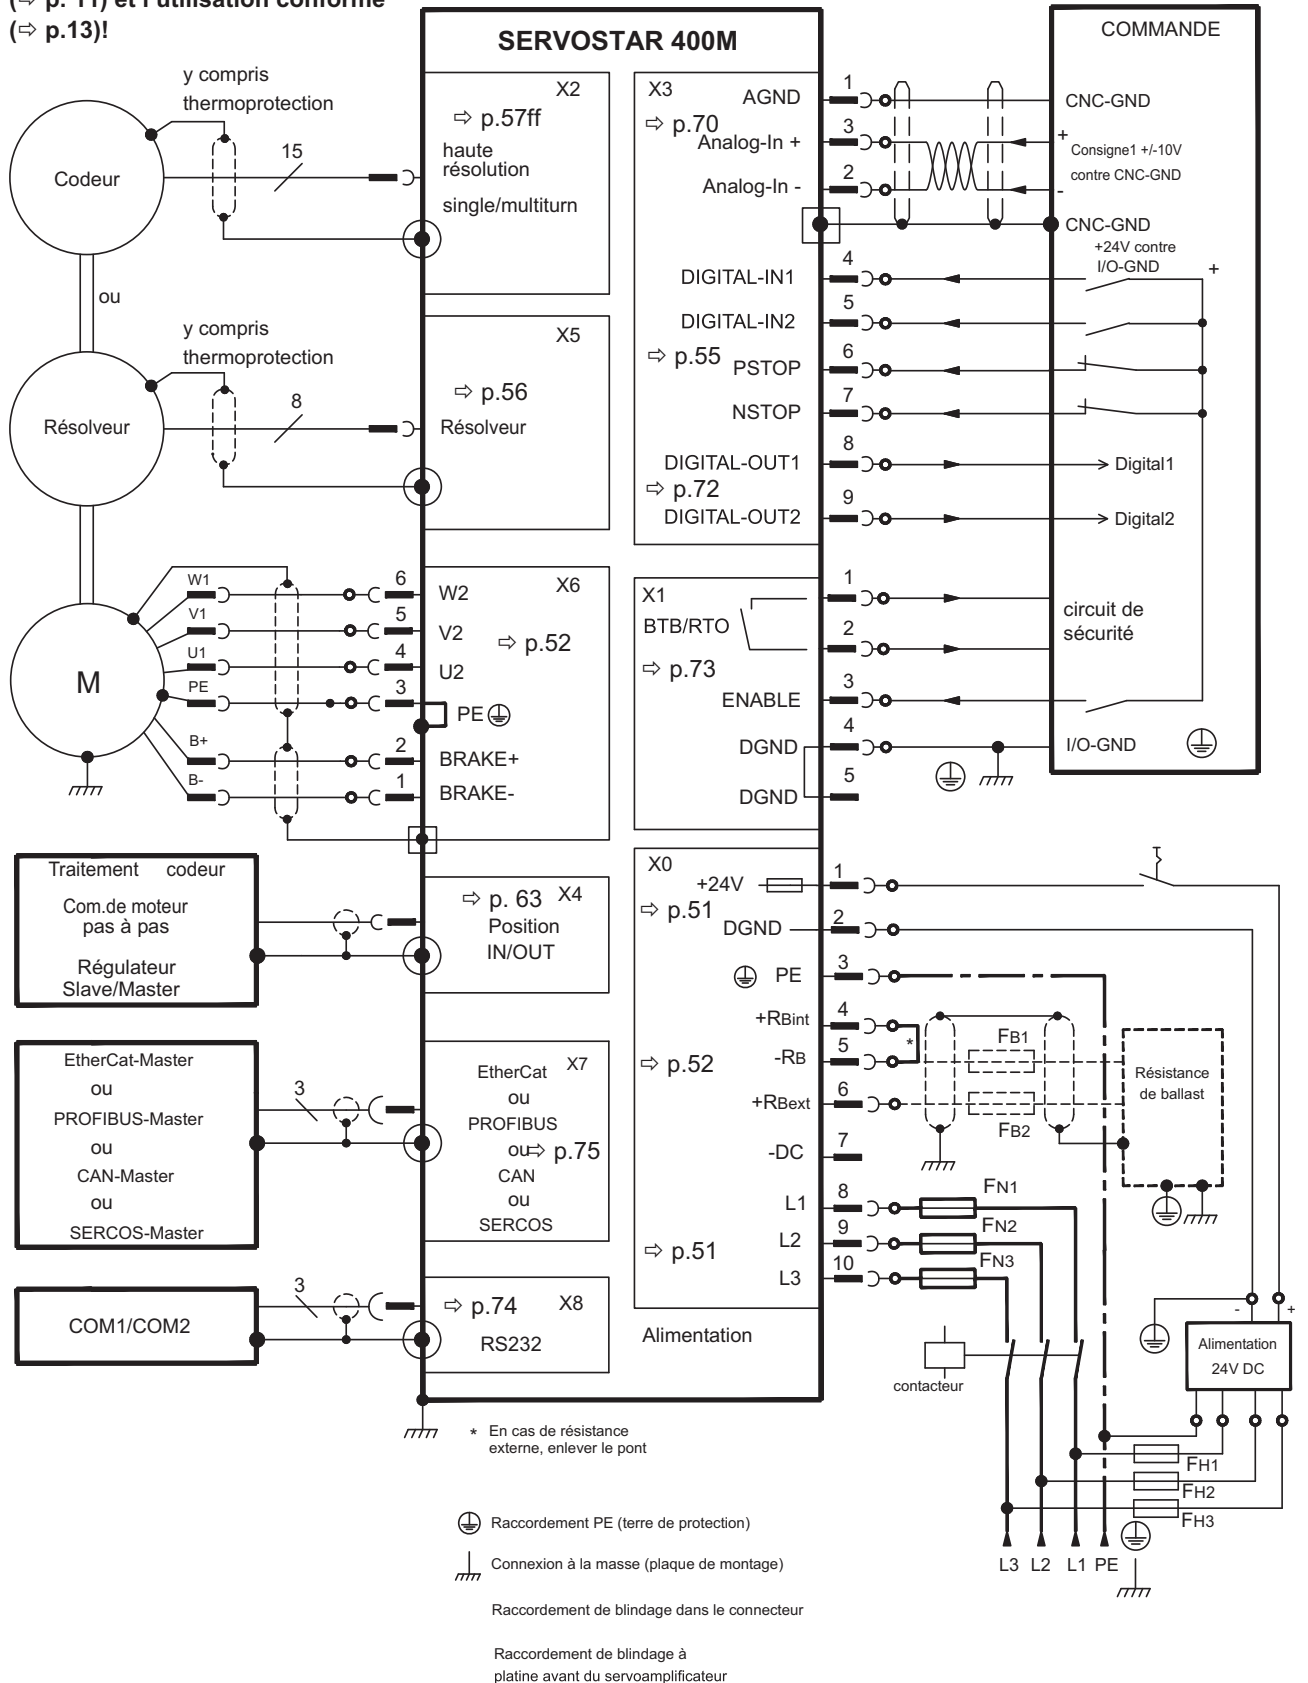 (⇨ p. 11) et l'utilisation conforme
(⇨ p.13)!
SERVOSTAR 400M
COMMANDE
y compris
thermoprotection
Codeur
15
X2
⇨ p.57ff
haute
résolution
single/multiturn
ou
y compris
thermoprotection
Résolveur
8
X5
⇨ p.56
Résolveur
M
W1
V1
U1
PE
B+
B-
6
5
4
3
2
1
X6
W2
V2
⇨ p.52
U2
PE
BRAKE+
BRAKE-
Traitement codeur
Com.de moteur
pas à pas
Régulateur
Slave/Master
⇨ p. 63 X4
Position
IN/OUT
EtherCat-Master
ou
PROFIBUS-Master
ou
CAN-Master
ou
SERCOS-Master
3
EtherCat X7
ou
PROFIBUS
ou⇨ p.75
CAN
ou
SERCOS
COM1/COM2
3
⇨ p.74 X8
RS232
X3
⇨ p.70
AGND
1
Analog-In +
3
Analog-In -
2
CNC-GND
+
Consigne1 +/-10V
contre CNC-GND
-
CNC-GND
+24V contre
I/O-GND
+
DIGITAL-IN1
4
DIGITAL-IN2
5
⇨ p.55
PSTOP
6
NSTOP
7
DIGITAL-OUT1
8
Digital1
⇨ p.72
DIGITAL-OUT2
9
Digital2
X1
BTB/RTO
1
2
circuit de
sécurité
⇨ p.73
ENABLE
3
DGND
4
I/O-GND
DGND
5
X0
+24V
1
⇨ p.51
DGND
2
PE
3
+RBint
4
*
-RB
5
⇨ p.52
+RBext
6
FB1
FB2
Résistance
de ballast
-DC
7
L1
8
FN1
L2
9
FN2
⇨ p.51
L3
10
FN3
Alimentation
contacteur
-
+
Alimentation
24V DC
FH1
FH2
FH3
L3 L2 L1 PE
* En cas de résistance
externe, enlever le pont
Raccordement PE (terre de protection)
Connexion à la masse (plaque de montage)
Raccordement de blindage dans le connecteur
Raccordement de blindage à
platine avant du servoamplificateur